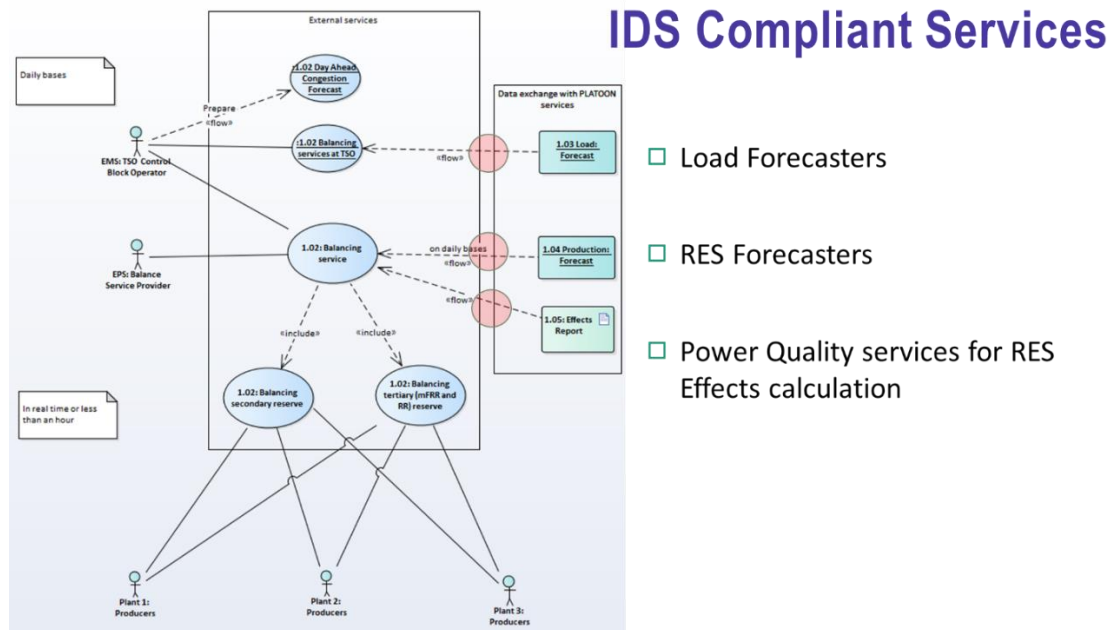 IDS Compliant Services
External services
Daily bases
:1.02 Day Ahead
Congestion
Forecast
Prepare
«flow»
Data exchange with PLATOON
services
:1.02 Balancing
services at TSO
«flow»
1.03 Load:
Forecast
EMS: TSO Control
Block Operator
1.02: Balancing
service
on daily bases
«flow»
1.04 Production:
Forecast
EPS: Balance
Service Provider
«flow»
1.05: Effects
Report
«include»
«include»
1.02: Balancing
secondary reserve
1.02: Balancing
tertiary (mFRR and
RR) reserve
In real time or less
than an hour
Plant 1:
Producers
Plant 2:
Producers
Plant 3:
Producers
Load Forecasters
RES Forecasters
Power Quality services for RES
Effects calculation